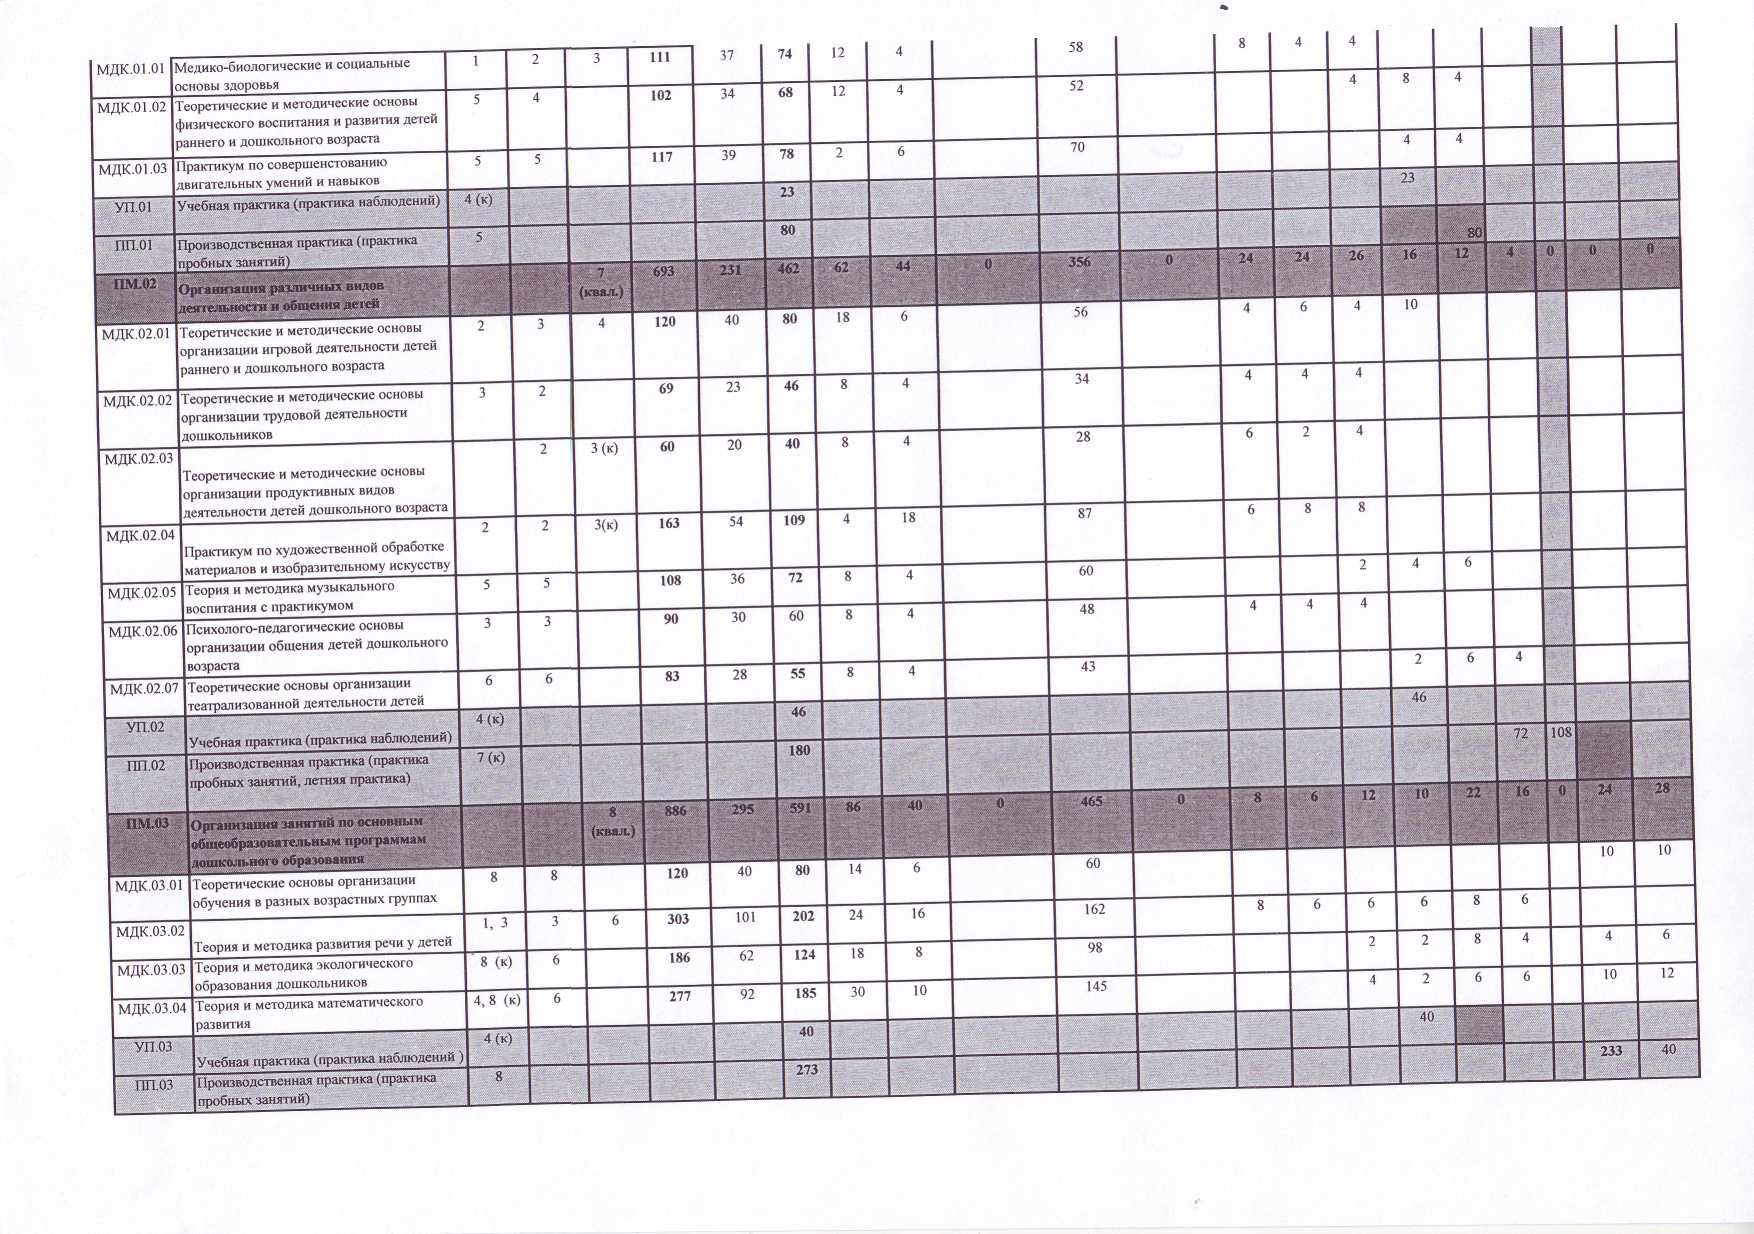 МДК.01.01 Медико-биологические и социальные 1 2 3 111 37 74 12 4 58 8 4 4
основы здоровья
МДК.01.02 Теоретические и методические основы 5 4 102 34 68 12 4 52 4 8 4
физического воспитания и развития детей
раннего и дошкольного возраста
МДК.01.03 Практикум по совершенстованию 5 5 117 39 78 2 6 70 4 4
двигательных умений и навыков
УП.01 Учебная практика (практика наблюдений) 4 (к) 23 23
ПП.01 Производственная практика (практика 5 80 80
пробных занятий)
ПМ.02 Организация различных видов 7 693 231 462 62 44 0 356 0 24 24 26 16 12 4 0 0 0
деятельности и общения детей (квал.)
МДК.02.01 Теоретические и методические основы 2 3 4 120 40 80 18 6 56 4 6 4 10
организации игровой деятельности детей
раннего и дошкольного возраста
МДК.02.02 Теоретические и методические основы 3 2 69 23 46 8 4 34 4 4 4
организации трудовой деятельности
дошкольников
МДК.02.03 2 3 (к) 60 20 40 8 4 28 6 2 4
Теоретические и методические основы
организации продуктивных видов
деятельности детей дошкольного возраста
МДК.02.04 2 2 3(к) 163 54 109 4 18 87 6 8 8
Практикум по художественной обработке
материалов и изобразительному искусству
МДК.02.05 Теория и методика музыкального 5 5 108 36 72 8 4 60 2 4 6
воспитания с практикумом
МДК.02.06 Психолого-педагогические основы 3 3 90 30 60 8 4 48 4 4 4
организации общения детей дошкольного
возраста
МДК.02.07 Теоретические основы организации 6 6 83 28 55 8 4 43 2 6 4
театрализованной деятельности детей
УП.02 4 (к) 46 46
Учебная практика (практика наблюдений)
ПП.02 Производственная практика (практика 7 (к) 180 72 108
пробных занятий, летняя практика)
ПМ.03 Организация занятий по основным 8 886 295 591 86 40 0 465 0 8 6 12 10 22 16 0 24 28
общеобразовательным программам (квал.)
дошкольного образования
МДК.03.01 Теоретические основы организации 8 8 120 40 80 14 6 60 10 10
обучения в разных возрастных группах
МДК.03.02 1, 3 3 6 303 101 202 24 16 162 8 6 6 6 8 6
Теория и методика развития речи у детей
МДК.03.03 Теория и методика экологического 8 (к) 6 186 62 124 18 8 98 2 2 8 4 4 6
образования дошкольников
МДК.03.04 Теория и методика математического 4, 8 (к) 6 277 92 185 30 10 145 4 2 6 6 10 12
развития
УП.03 4 (к) 40 40
Учебная практика (практика наблюдений )
ПП.03 Производственная практика (практика 8 273 233 40
пробных занятий)